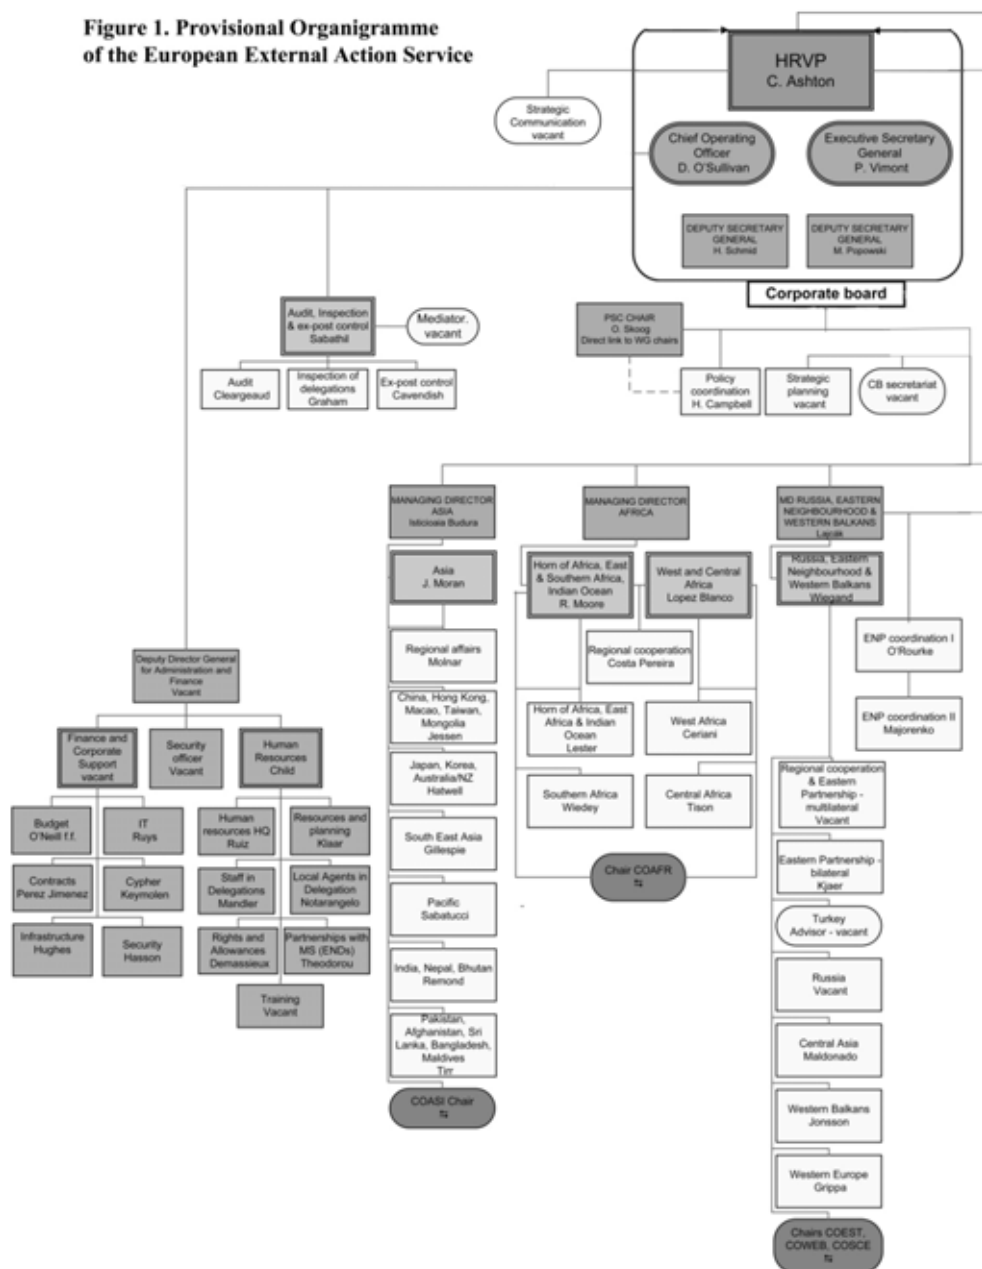 Figure 1. Provisional Organigramme
of the European External Action Service
HRVP
C. Ashton
Strategic
Communication
vacant
Chief Operating
Officer
D. O'Sullivan
Executive Secretary
General
P. Vimont
DEPUTY SECRETARY
GENERAL
H. Schmid
DEPUTY SECRETARY
GENERAL
M. Popowski
Corporate board
Audit, Inspection
& ex-post control
Sabathil
Mediator.
vacant
Audit
Cleargeaud
Inspection of
delegations
Graham
Ex-post control
Cavendish
PSC CHAIR
O. Skoog
Direct link to WG chairs
Policy
coordination
H. Campbell
Strategic
planning
vacant
CB secretariat
vacant
MANAGING DIRECTOR
ASIA
Isticioaia Budura
MANAGING DIRECTOR
AFRICA
MD RUSSIA, EASTERN
NEIGHBOURHOOD &
WESTERN BALKANS
Lajcák
Asia
J. Moran
Regional affairs
Molnar
China, Hong Kong,
Macao, Taiwan,
Mongolia
Jessen
Japan, Korea,
Australia/NZ
Hatwell
South East Asia
Gillespie
Pacific
Sabatucci
India, Nepal, Bhutan
Remond
Pakistan,
Afghanistan, Sri
Lanka, Bangladesh,
Maldives
Tirr
COASI Chair
⇆
Horn of Africa, East
& Southern Africa,
Indian Ocean
R. Moore
West and Central
Africa
Lopez Blanco
Regional cooperation
Costa Pereira
Horn of Africa, East
Africa & Indian
Ocean
Lester
West Africa
Ceriani
Southern Africa
Wiedey
Central Africa
Tison
Chair COAFR
⇆
Russia, Eastern
Neighbourhood &
Western Balkans
Wiegand
ENP coordination I
O'Rourke
ENP coordination II
Majorenko
Regional cooperation
& Eastern
Partnership -
multilateral
Vacant
Eastern Partnership -
bilateral
Kjaer
Turkey
Advisor - vacant
Russia
Vacant
Central Asia
Maldonado
Western Balkans
Jonsson
Western Europe
Grippa
Chairs COEST,
COWEB, COSCE
⇆
Deputy Director General
for Administration and
Finance
Vacant
Finance and
Corporate
Support
vacant
Security
officer
Vacant
Human
Resources
Child
Budget
O'Neill f.f.
IT
Ruys
Contracts
Perez Jimenez
Cypher
Keymolen
Infrastructure
Hughes
Security
Hasson
Human
resources HQ
Ruiz
Resources and
planning
Klaar
Staff in
Delegations
Mandler
Local Agents in
Delegation
Notarangelo
Rights and
Allowances
Demassieux
Partnerships with
MS (ENDs)
Theodorou
Training
Vacant